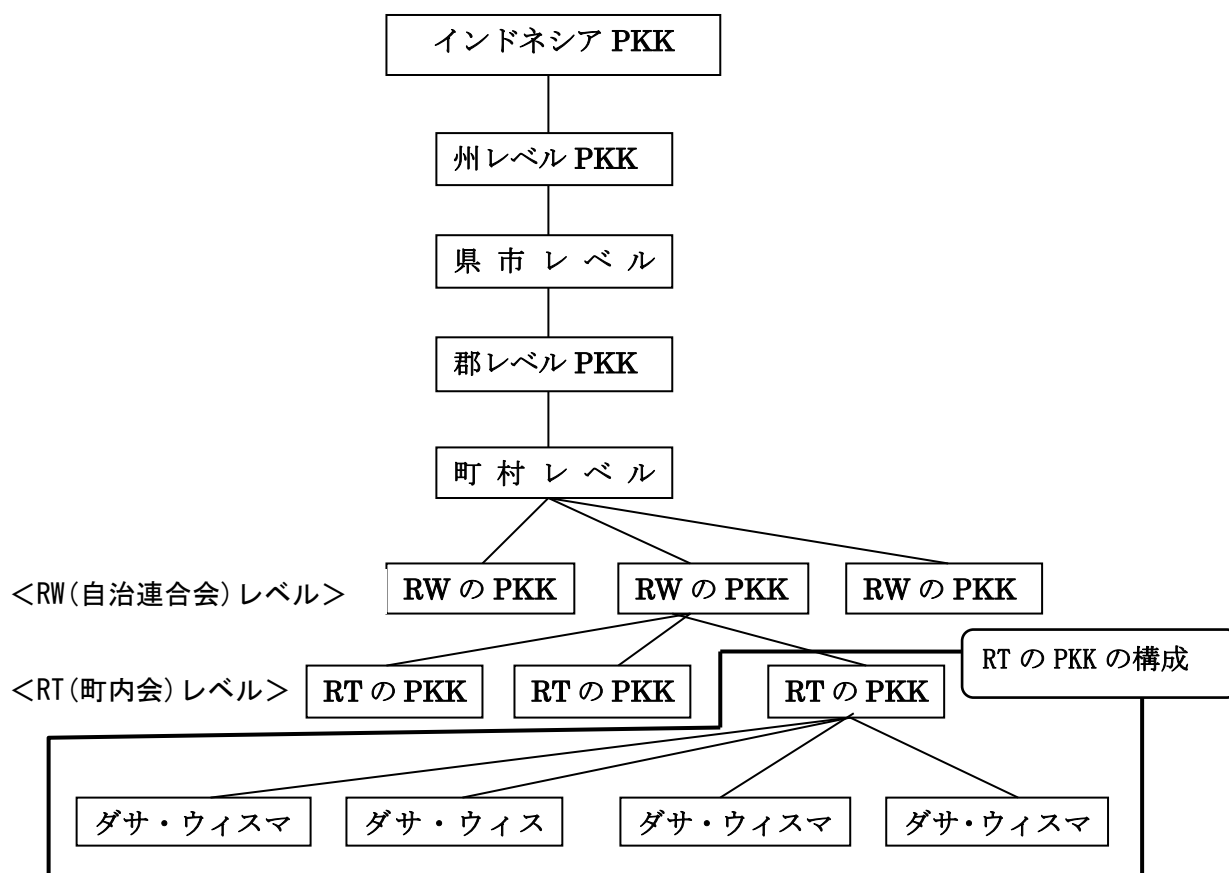 インドネシア PKK
州レベル PKK
県 市 レ ベ ル
郡レベル PKK
町 村 レ ベ ル
<RW(自治連合会)レベル>
RW の PKK
RW の PKK
RW の PKK
RT の PKK の構成
<RT(町内会)レベル>
RT の PKK
RT の PKK
RT の PKK
ダサ・ウィスマ
ダサ・ウィス
ダサ・ウィスマ
ダサ・ウィスマ